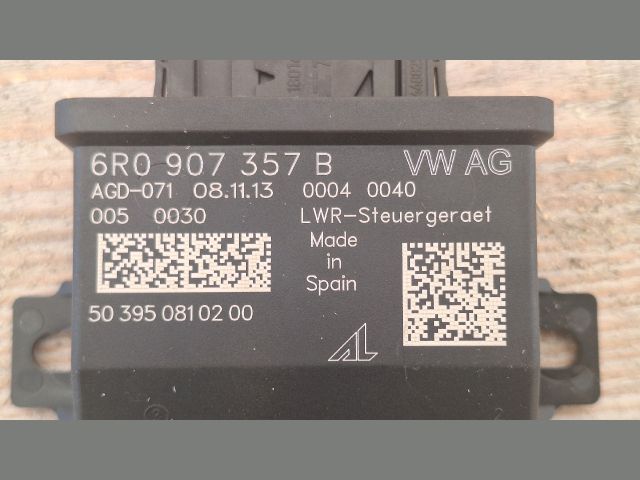 6R0 907 357 B VW AG
AGD-071 08.11.13 0004 0040
005 0030 LWR-Steuergeraet
Made
in
Spain
50 395 081 02 00
AL